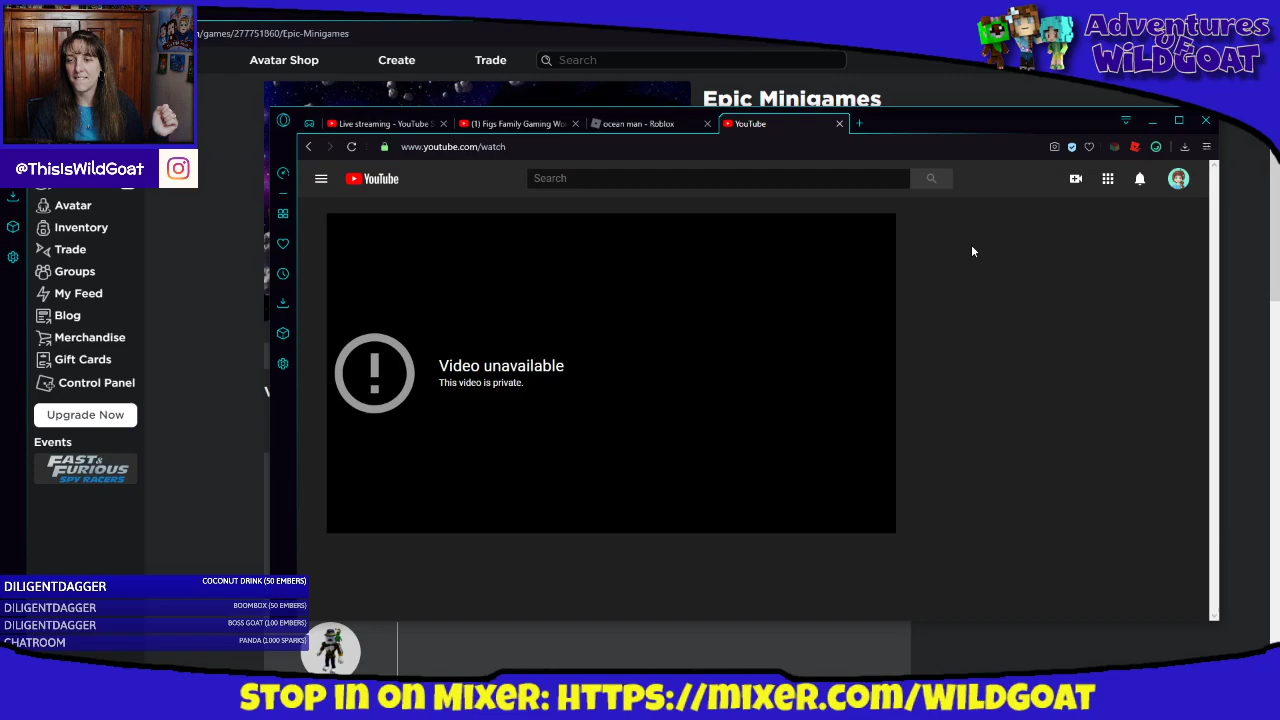 Adventures
OF
WILDGOAT
/games/277751860/Epic-Minigames
Avatar Shop
Create
Trade
Search
Epic Minigames
Live streaming - YouTube S
(1) Figs Family Gaming Wo
ocean man - Roblox
YouTube
www.youtube.com/watch
@ThisIsWildGoat
YouTube
Search
Avatar
Inventory
Trade
Groups
My Feed
Blog
Merchandise
Gift Cards
Control Panel
Upgrade Now
Events
FAST & FURIOUS
SPY RACERS
Video unavailable
This video is private.
DILIGENTDAGGER COCONUT DRINK (50 EMBERS)
DILIGENTDAGGER BOOMBOX (50 EMBERS)
DILIGENTDAGGER BOSS GOAT (100 EMBERS)
CHATROOM PANDA (1000 SPARKS)
STOP IN ON MIXER: HTTPS://MIXER.COM/WILDGOAT